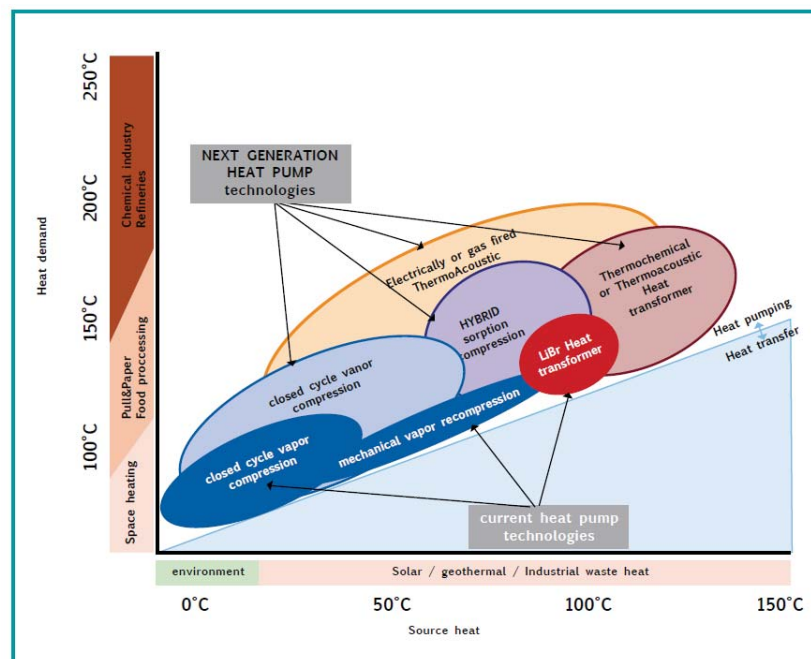 250°C
200°C
150°C
100°C
Heat demand
Chemical industry
Refineries
Pull&Paper
Food proccessing
Space heating
NEXT GENERATION
HEAT PUMP
technologies
Electrically or gas fired
ThermoAcoustic
Thermochemical
or Thermoacoustic
Heat
transformer
HYBRID
sorption
compression
LiBr Heat
transformer
Heat pumping
Heat transfer
closed cycle vanor
compression
closed cycle vapor
compression
mechanical vapor recompression
current heat pump
technologies
environment
Solar / geothermal / Industrial waste heat
0°C
50°C
100°C
150°C
Source heat